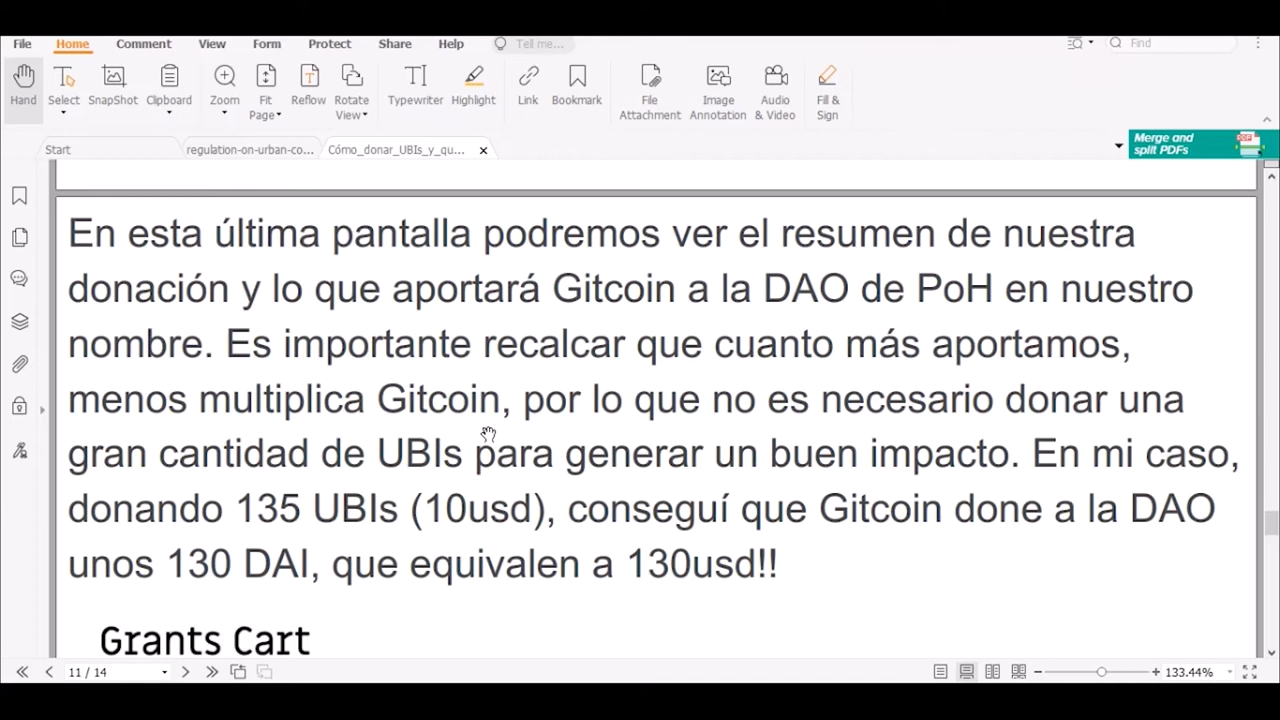 File Home Comment View Form Protect Share Help Tell me... Find
Hand Select SnapShot Clipboard Zoom Fit Page Reflow Rotate View Typewriter Highlight Link Bookmark File Attachment Image Annotation Audio & Video Fill & Sign
Start regulation-on-urban-co... Cómo_donar_UBIs_y_qu... Merge and split PDFs
En esta última pantalla podremos ver el resumen de nuestra
donación y lo que aportará Gitcoin a la DAO de PoH en nuestro
nombre. Es importante recalcar que cuanto más aportamos,
menos multiplica Gitcoin, por lo que no es necesario donar una
gran cantidad de UBIs para generar un buen impacto. En mi caso,
donando 135 UBIs (10usd), conseguí que Gitcoin done a la DAO
unos 130 DAI, que equivalen a 130usd!!
Grants Cart
11 / 14 133.44%